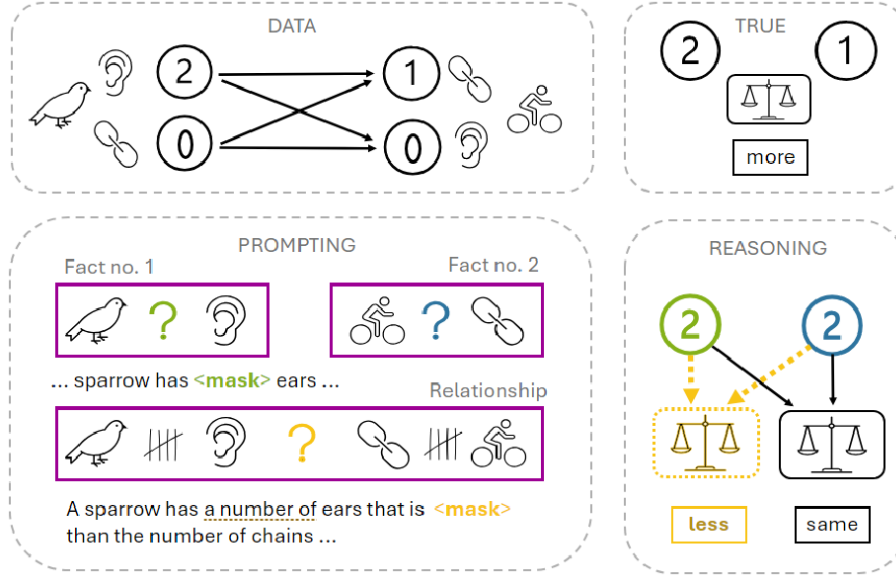 DATA
2
1
0
0
TRUE
2
1
more
PROMPTING
Fact no. 1
Fact no. 2
?
?
... sparrow has <mask> ears ...
Relationship
?
A sparrow has a number of ears that is <mask>
than the number of chains ...
REASONING
2
2
less
same